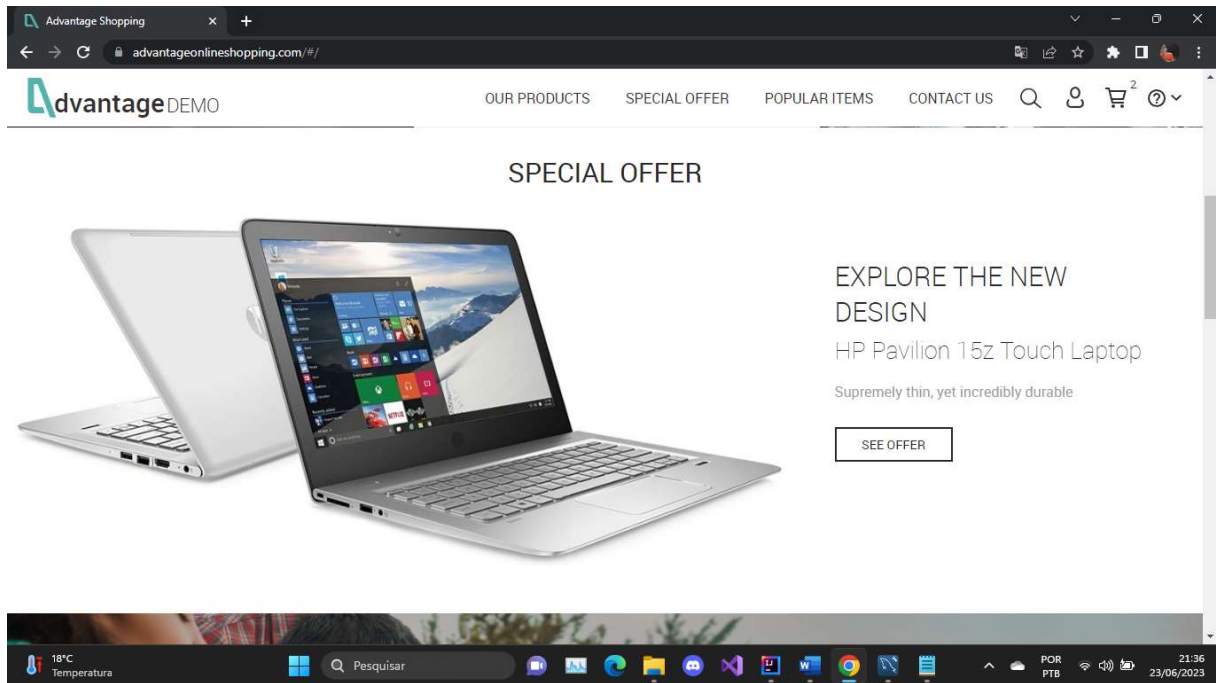 Advantage Shopping
advantageonlineshopping.com/#/
dvantage DEMO
OUR PRODUCTS
SPECIAL OFFER
POPULAR ITEMS
CONTACT US
2
SPECIAL OFFER
EXPLORE THE NEW
DESIGN
HP Pavilion 15z Touch Laptop
Supremely thin, yet incredibly durable
SEE OFFER
NETFLIX
18°C
Temperatura
Pesquisar
POR
PTB
21:36
23/06/2023